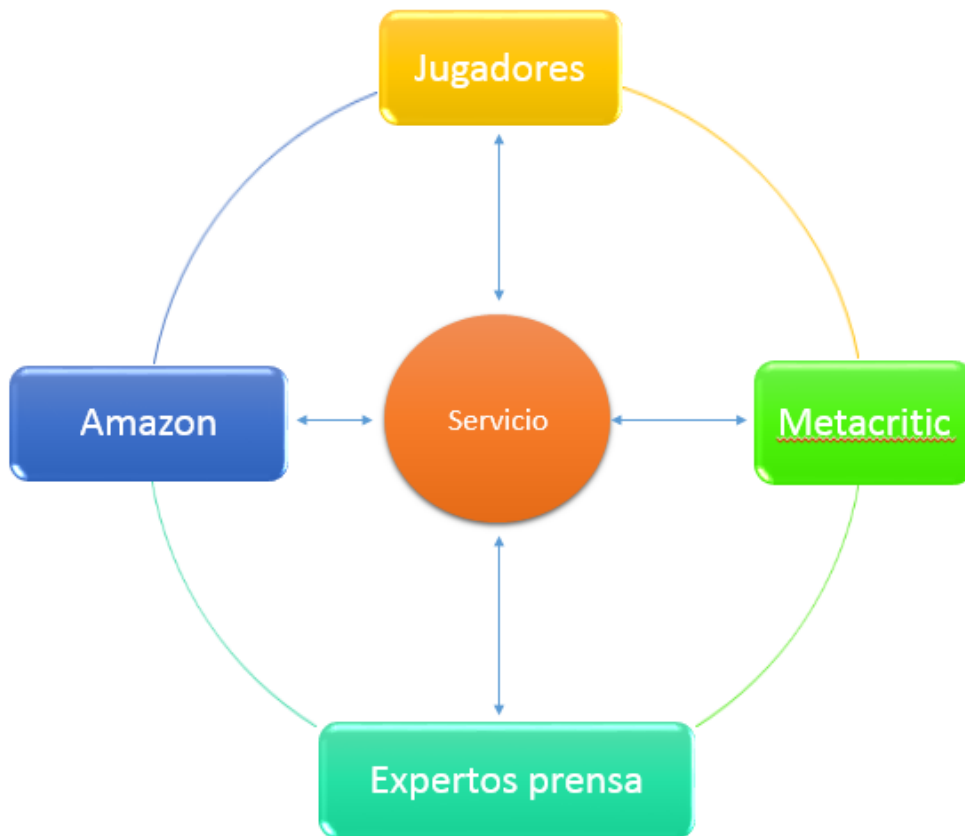 Jugadores
Amazon
Servicio
Metacritic
Expertos prensa